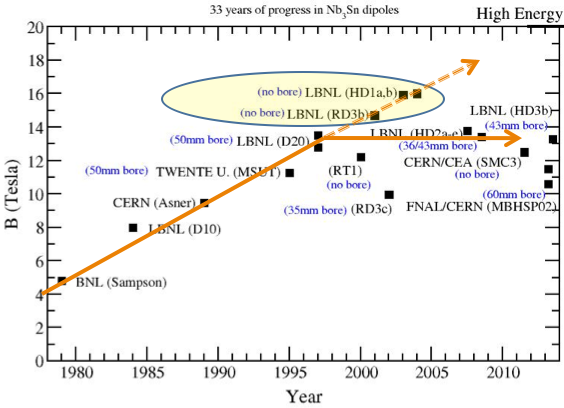 33 years of progress in Nb3Sn dipoles
High Energy
20
18
16
14
12
10
8
6
4
2
0
B (Tesla)
(no bore) LBNL (HD1a,b)
(no bore) LBNL (RD3b)
LBNL (HD3b)
(43mm bore)
LBNL (HD2a-e)
(50mm bore) LBNL (D20)
(36/43mm bore)
CERN/CEA (SMC3)
(no bore)
(50mm bore) TWENTE U. (MSUT)
(RT1)
(no bore)
(60mm bore)
CERN (Asner)
(35mm bore) (RD3c)
FNAL/CERN (MBHSP02)
LBNL (D10)
BNL (Sampson)
1980 1985 1990 1995 2000 2005 2010
Year